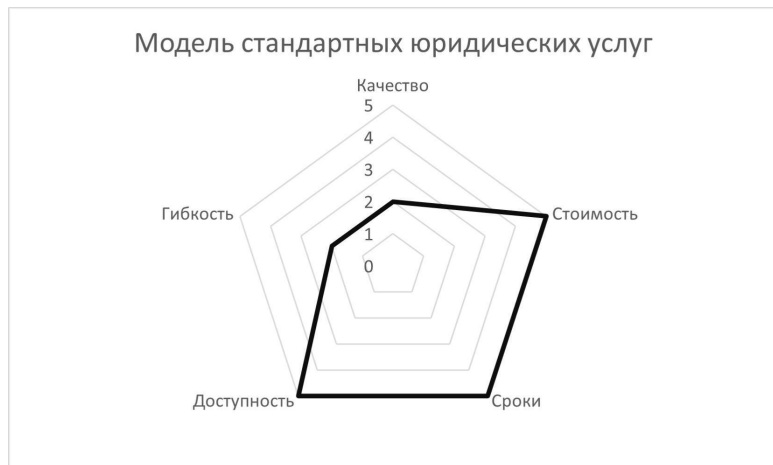 Модель стандартных юридических услуг
Качество
5
4
3
2
1
0
Гибкость
Стоимость
Доступность
Сроки